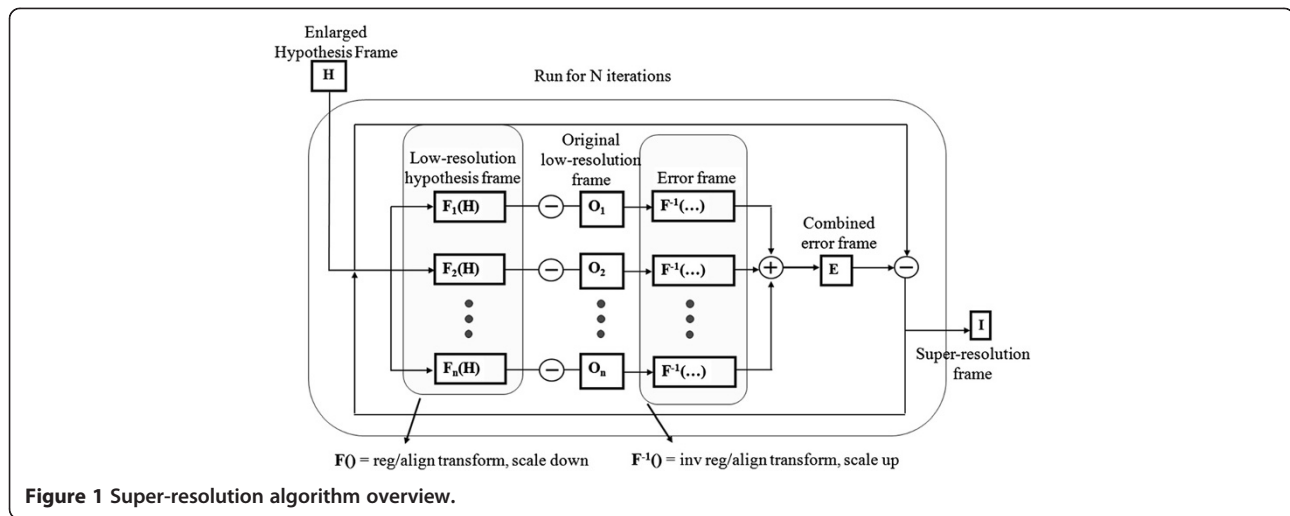 Enlarged
Hypothesis Frame
H
Run for N iterations
Low-resolution
hypothesis frame
Original
low-resolution
frame
Error frame
Combined
error frame
F₁(H)
−
O₁
F⁻¹(...)
F₂(H)
−
O₂
F⁻¹(...)
+
E
−
Fₙ(H)
−
Oₙ
F⁻¹(...)
I
Super-resolution
frame
F() = reg/align transform, scale down
F⁻¹() = inv reg/align transform, scale up
Figure 1 Super-resolution algorithm overview.